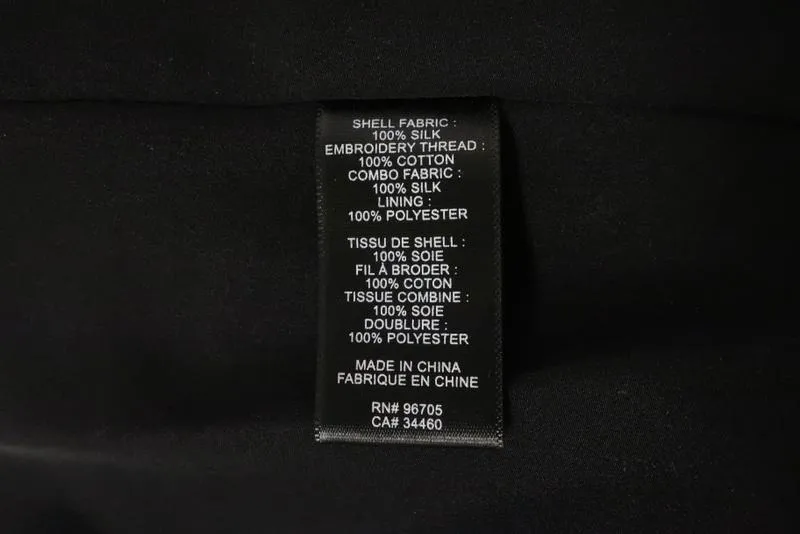 SHELL FABRIC :
100% SILK
EMBROIDERY THREAD :
100% COTTON
COMBO FABRIC :
100% SILK
LINING :
100% POLYESTER
TISSU DE SHELL :
100% SOIE
FIL À BRODER :
100% COTON
TISSUE COMBINE :
100% SOIE
DOUBLURE :
100% POLYESTER
MADE IN CHINA
FABRIQUE EN CHINE
RN# 96705
CA# 34460